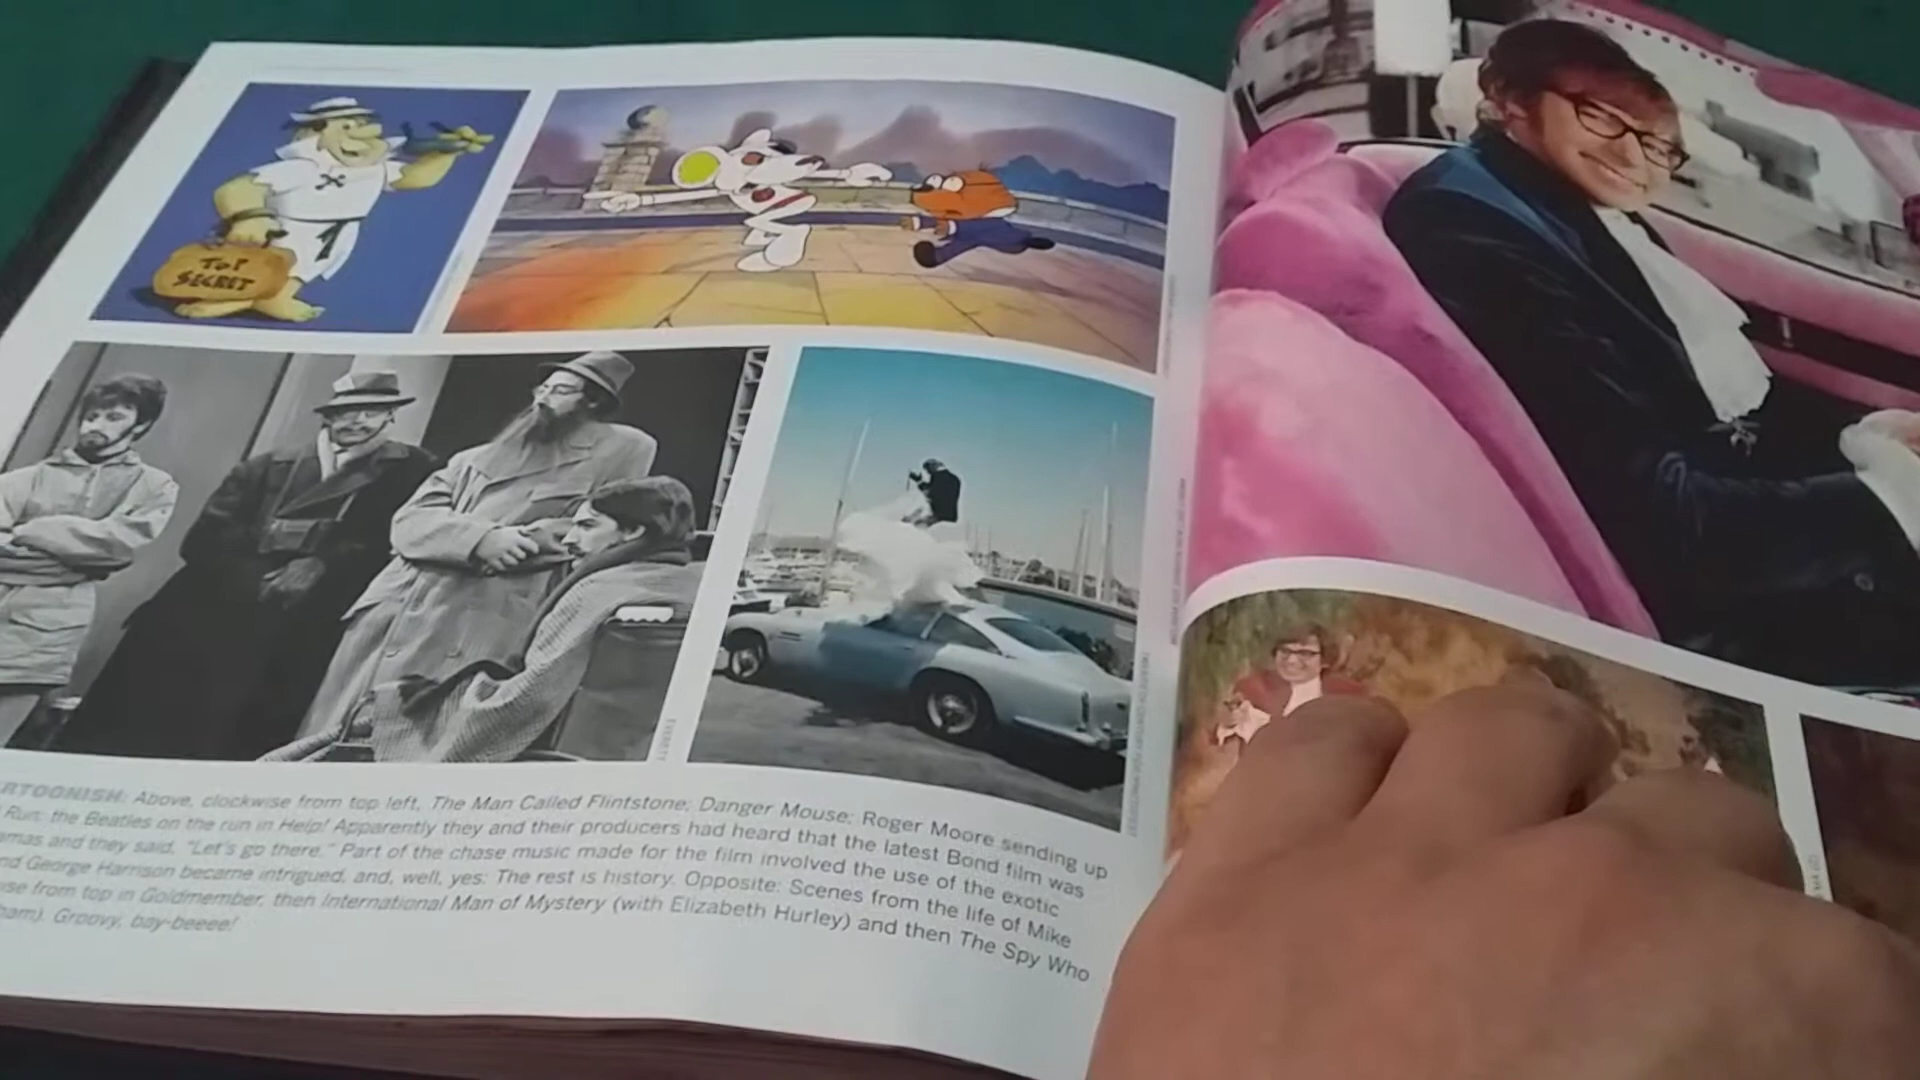 TOP
SECRET
EVERETT
RTOONISH: Above, clockwise from top left, The Man Called Flintstone; Danger Mouse; Roger Moore sending up
Run; the Beatles on the run in Help! Apparently they and their producers had heard that the latest Bond film was
amas and they said, "Let's go there." Part of the chase music made for the film involved the use of the exotic
nd George Harrison became intrigued, and, well, yes: The rest is history. Opposite: Scenes from the life of Mike
ise from top in Goldmember, then International Man of Mystery (with Elizabeth Hurley) and then The Spy Who
ham). Groovy, bay-beeee!